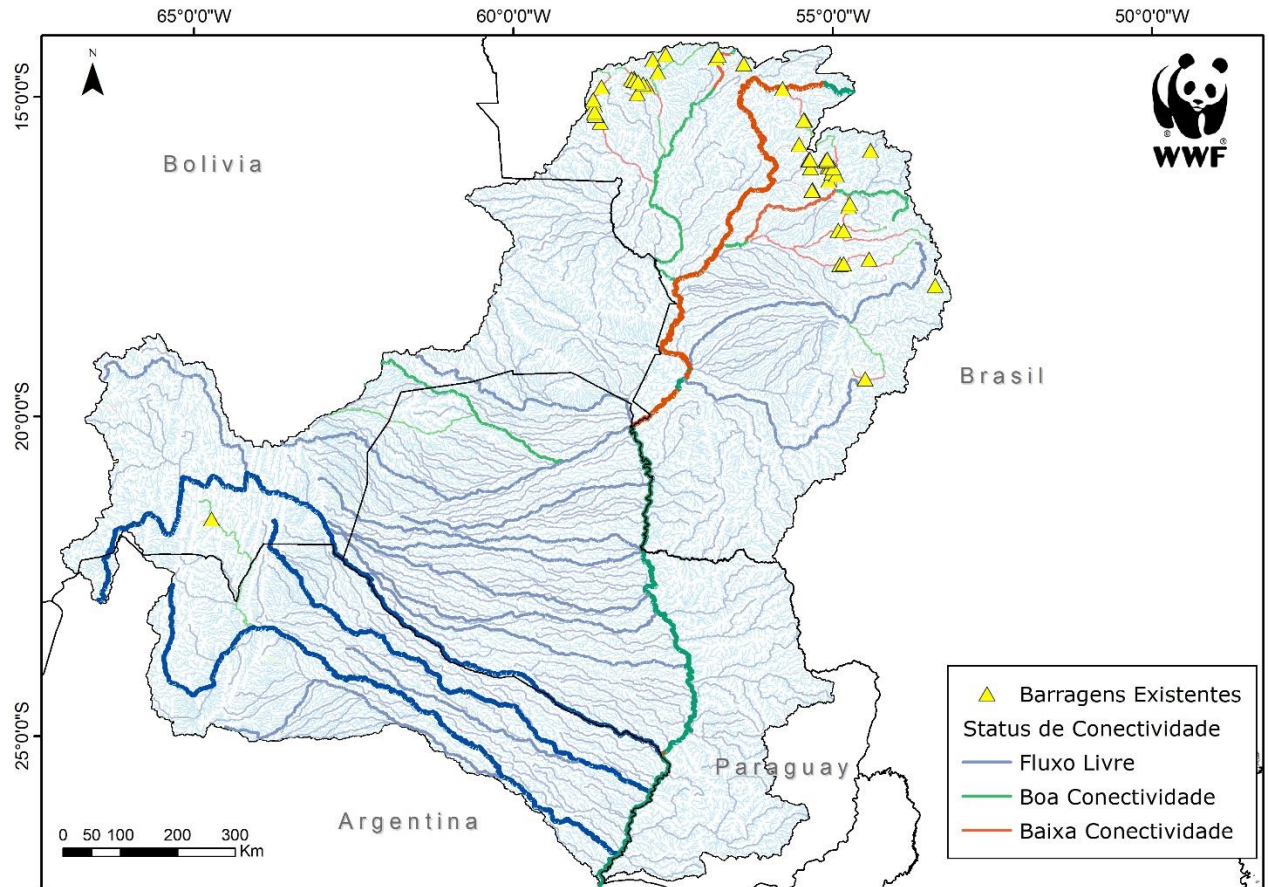 65°0'0"W 60°0'0"W 55°0'0"W 50°0'0"W
N
15°0'0"S
Bolivia
WWF
® ®
Brasil
20°0'0"S
25°0'0"S
Paraguay
Argentina
0 50 100 200 300
Km
Barragens Existentes
Status de Conectividade
Fluxo Livre
Boa Conectividade
Baixa Conectividade